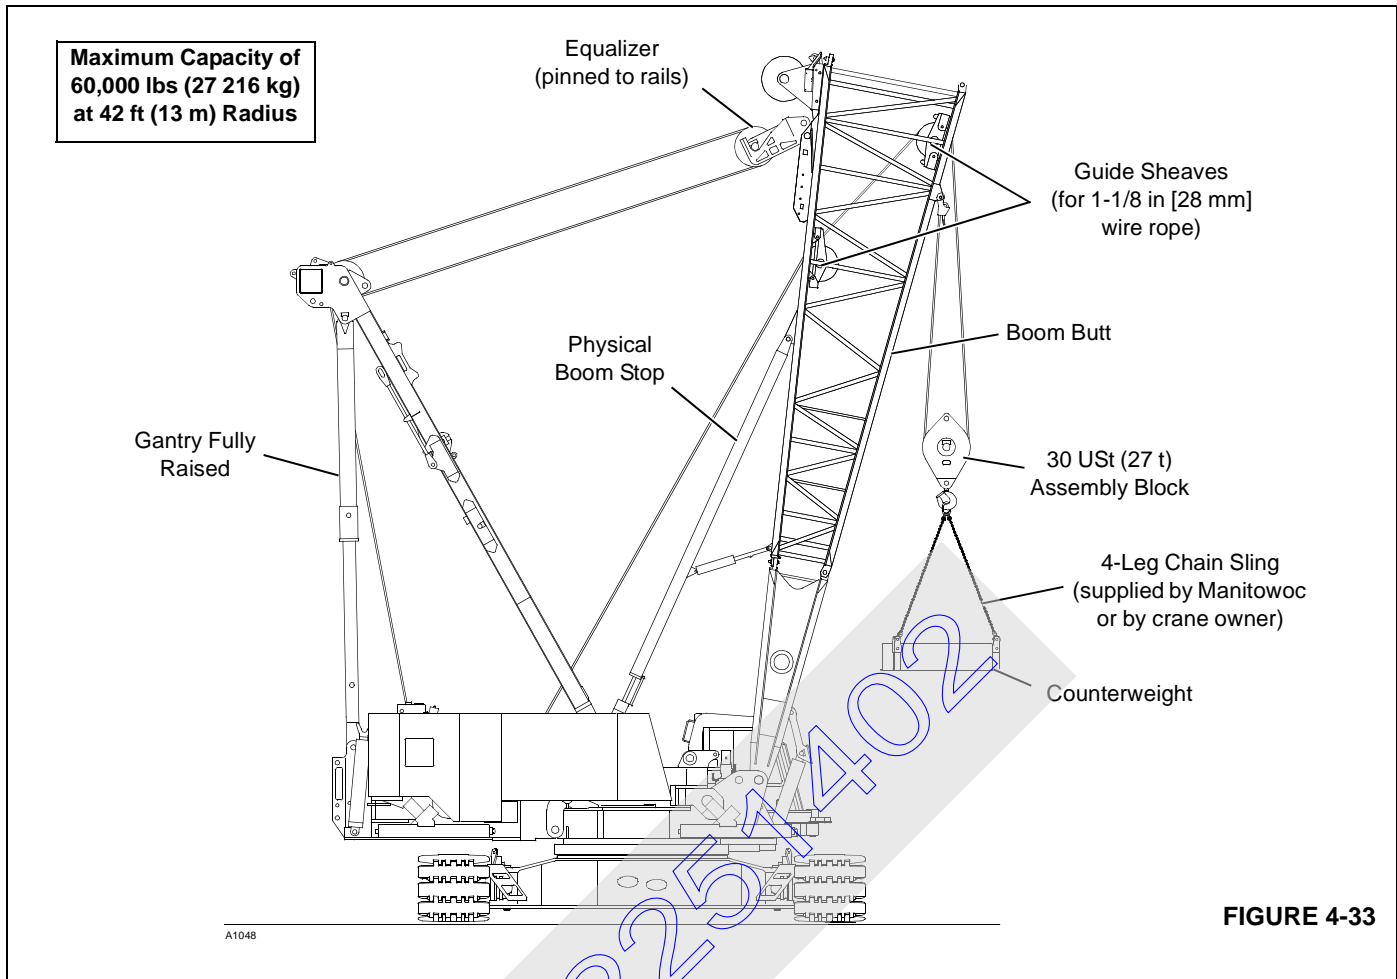 Maximum Capacity of
60,000 lbs (27 216 kg)
at 42 ft (13 m) Radius
Equalizer
(pinned to rails)
Guide Sheaves
(for 1-1/8 in [28 mm]
wire rope)
Physical
Boom Stop
Boom Butt
Gantry Fully
Raised
30 USt (27 t)
Assembly Block
4-Leg Chain Sling
(supplied by Manitowoc
or by crane owner)
Counterweight
2251402
FIGURE 4-33
A1048